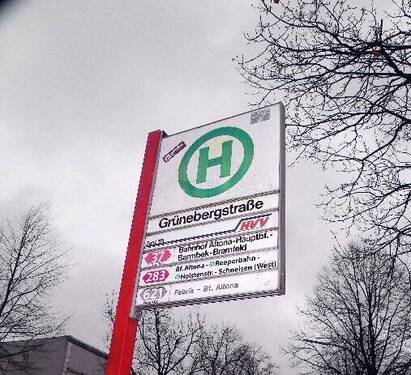 H
Grünebergstraße
HVV
37 Bahnhof Altona-Hauptbf.-
Barmbek-Bramfeld
283 Bf. Altona - Reeperbahn -
Holstenstr. - Schnelsen (West)
621 Fabrik - Bf. Altona